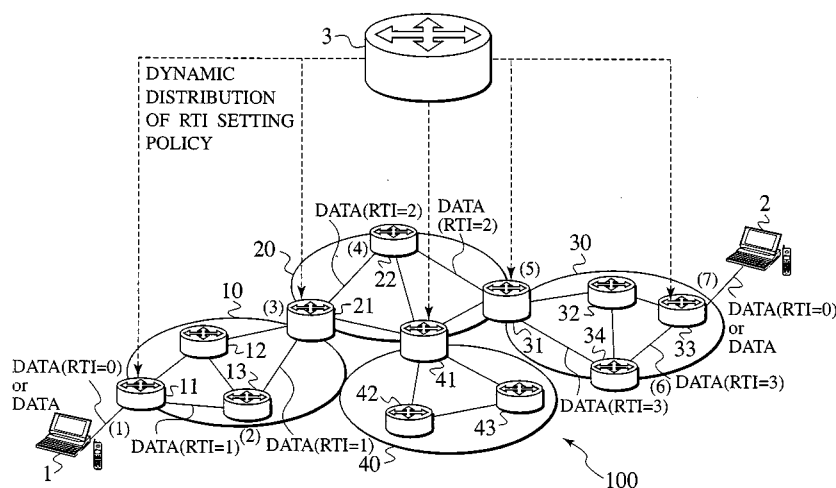 3
DYNAMIC
DISTRIBUTION
OF RTI SETTING
POLICY
DATA(RTI=2)
DATA
(RTI=2)
2
20
(4)
22
(5)
30
(7)
10
(3)
21
32
DATA(RTI=0)
or
DATA
12
31
34
33
DATA(RTI=0)
or
DATA
11
13
41
(6)
DATA(RTI=3)
DATA(RTI=3)
(1)
(2)
42
43
1
DATA(RTI=1)
DATA(RTI=1)
40
100